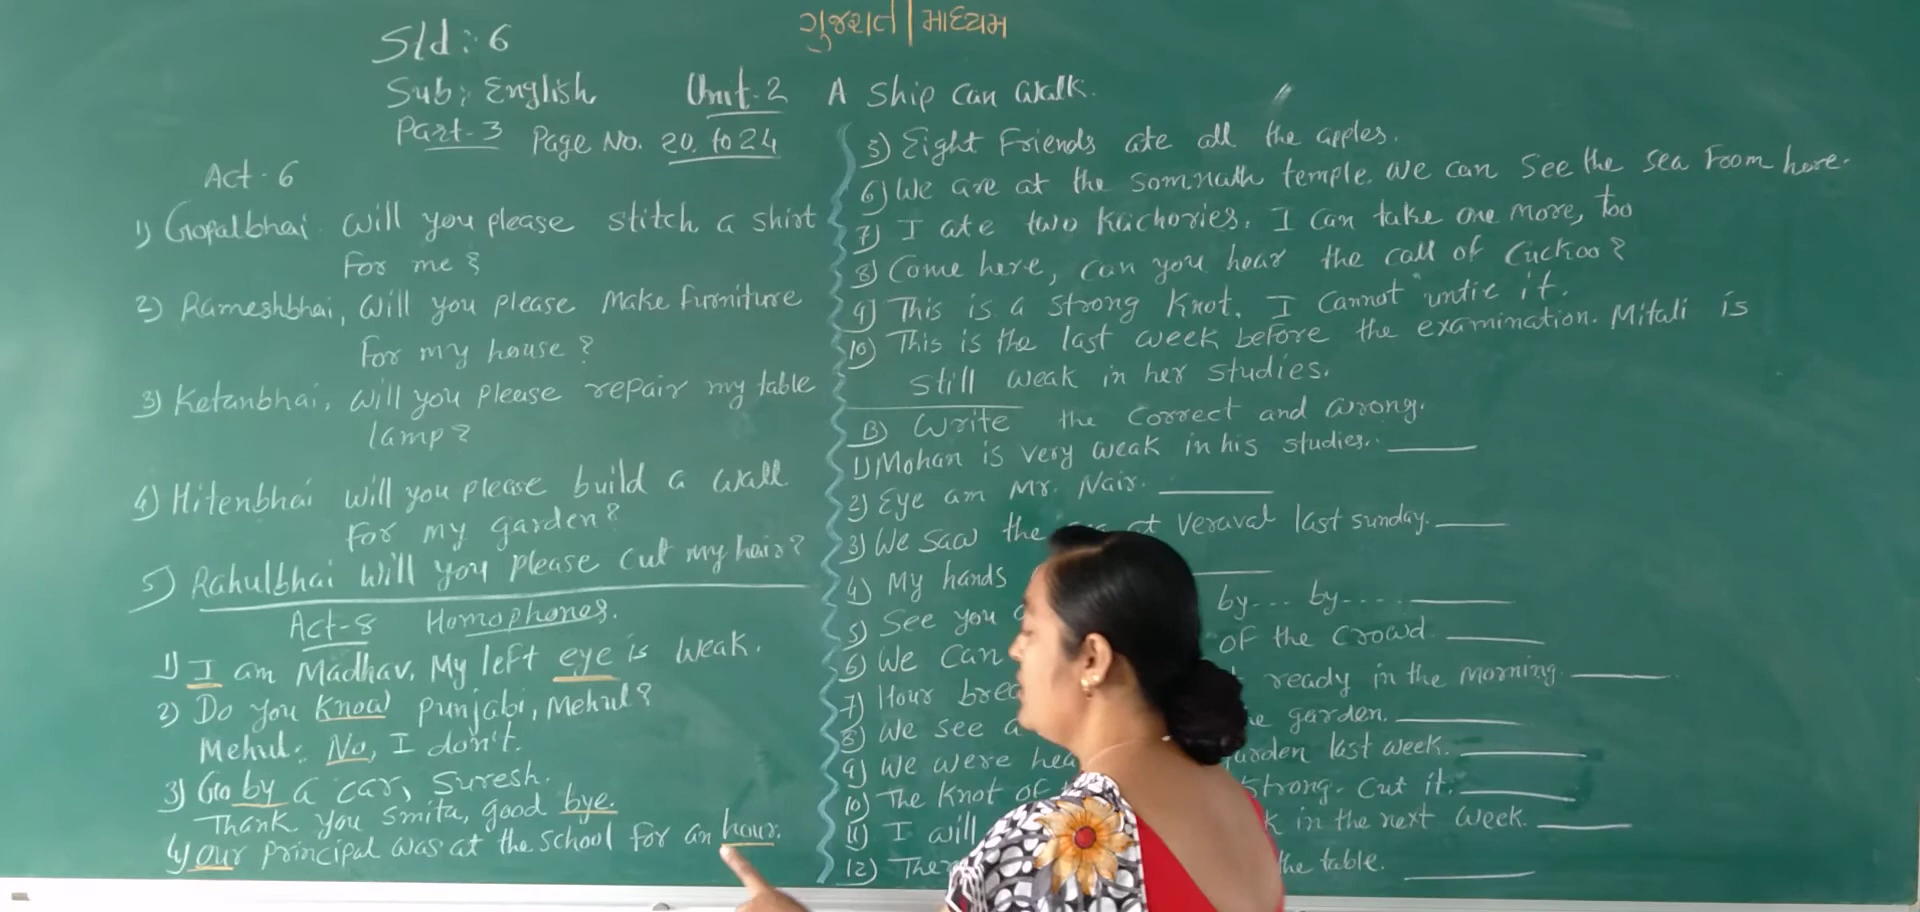 ગુજરાતી માધ્યમ
Std: 6
Sub: English Unit-2 A Ship Can Walk.
Part-3 Page No. 20 to 24
Act-6
1) Gopalbhai will you please stitch a shirt
For me?
2) Rameshbhai, will you please make furniture
For my house?
3) Ketanbhai, will you please repair my table
lamp?
4) Hitenbhai will you please build a wall
For my garden?
5) Rahulbhai will you please cut my hair?
Act-8 Homophones.
1) I am Madhav. My left eye is weak.
2) Do you know punjabi, Mehul?
Mehul: No, I don't.
3) Go by a car, Suresh.
Thank you Smita, good bye.
4) Our principal was at the school for an hour.
5) Eight Friends ate all the apples.
6) We are at the somnath temple. We can see the sea From here.
7) I ate two Kachories. I can take one more, too
8) Come here, can you hear the call of Cuckoo?
9) This is a strong Knot. I cannot untie it.
10) This is the last week before the examination. Mitali is
still weak in her studies.
B) Write the correct and wrong.
1) Mohan is very weak in his studies.
2) Eye am Mr. Nair.
3) We saw the at Veraval last sunday.
4) My hands
5) See you by--- by----
6) We Can of the Crowd.
7) Hour ready in the morning.
8) We see garden.
9) We were last week.
10) The Knot of strong. Cut it.
11) I will in the next week.
12) the table.